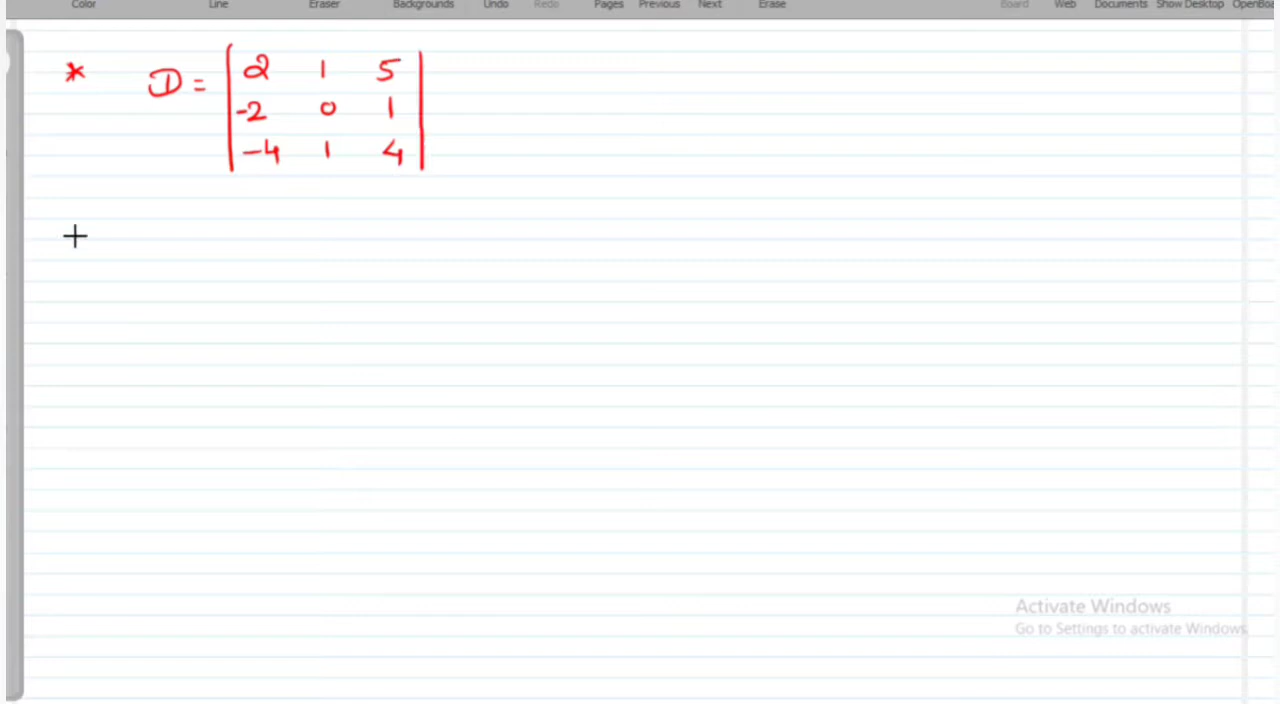 Color Line Eraser Backgrounds Undo Redo Pages Previous Next Erase Board Web Documents Show Desktop
* D = | 2 1 5 |
| -2 0 1 |
| -4 1 4 |
Activate Windows
Go to Settings to activate Windows